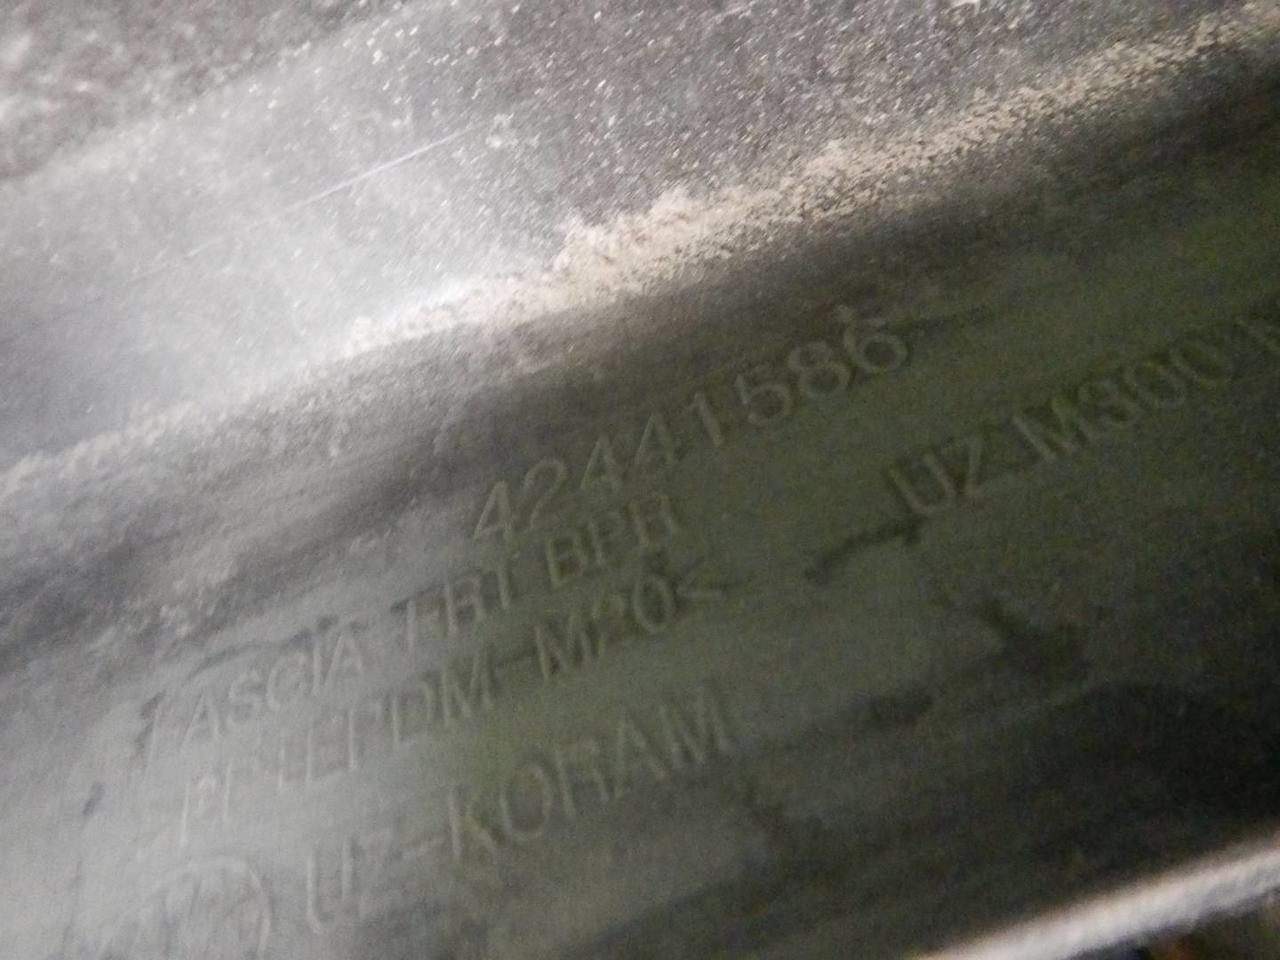 42441586
UZ M300
FASCIA FRT BPR
PP+EPDM-M20<
UZ-KORAM